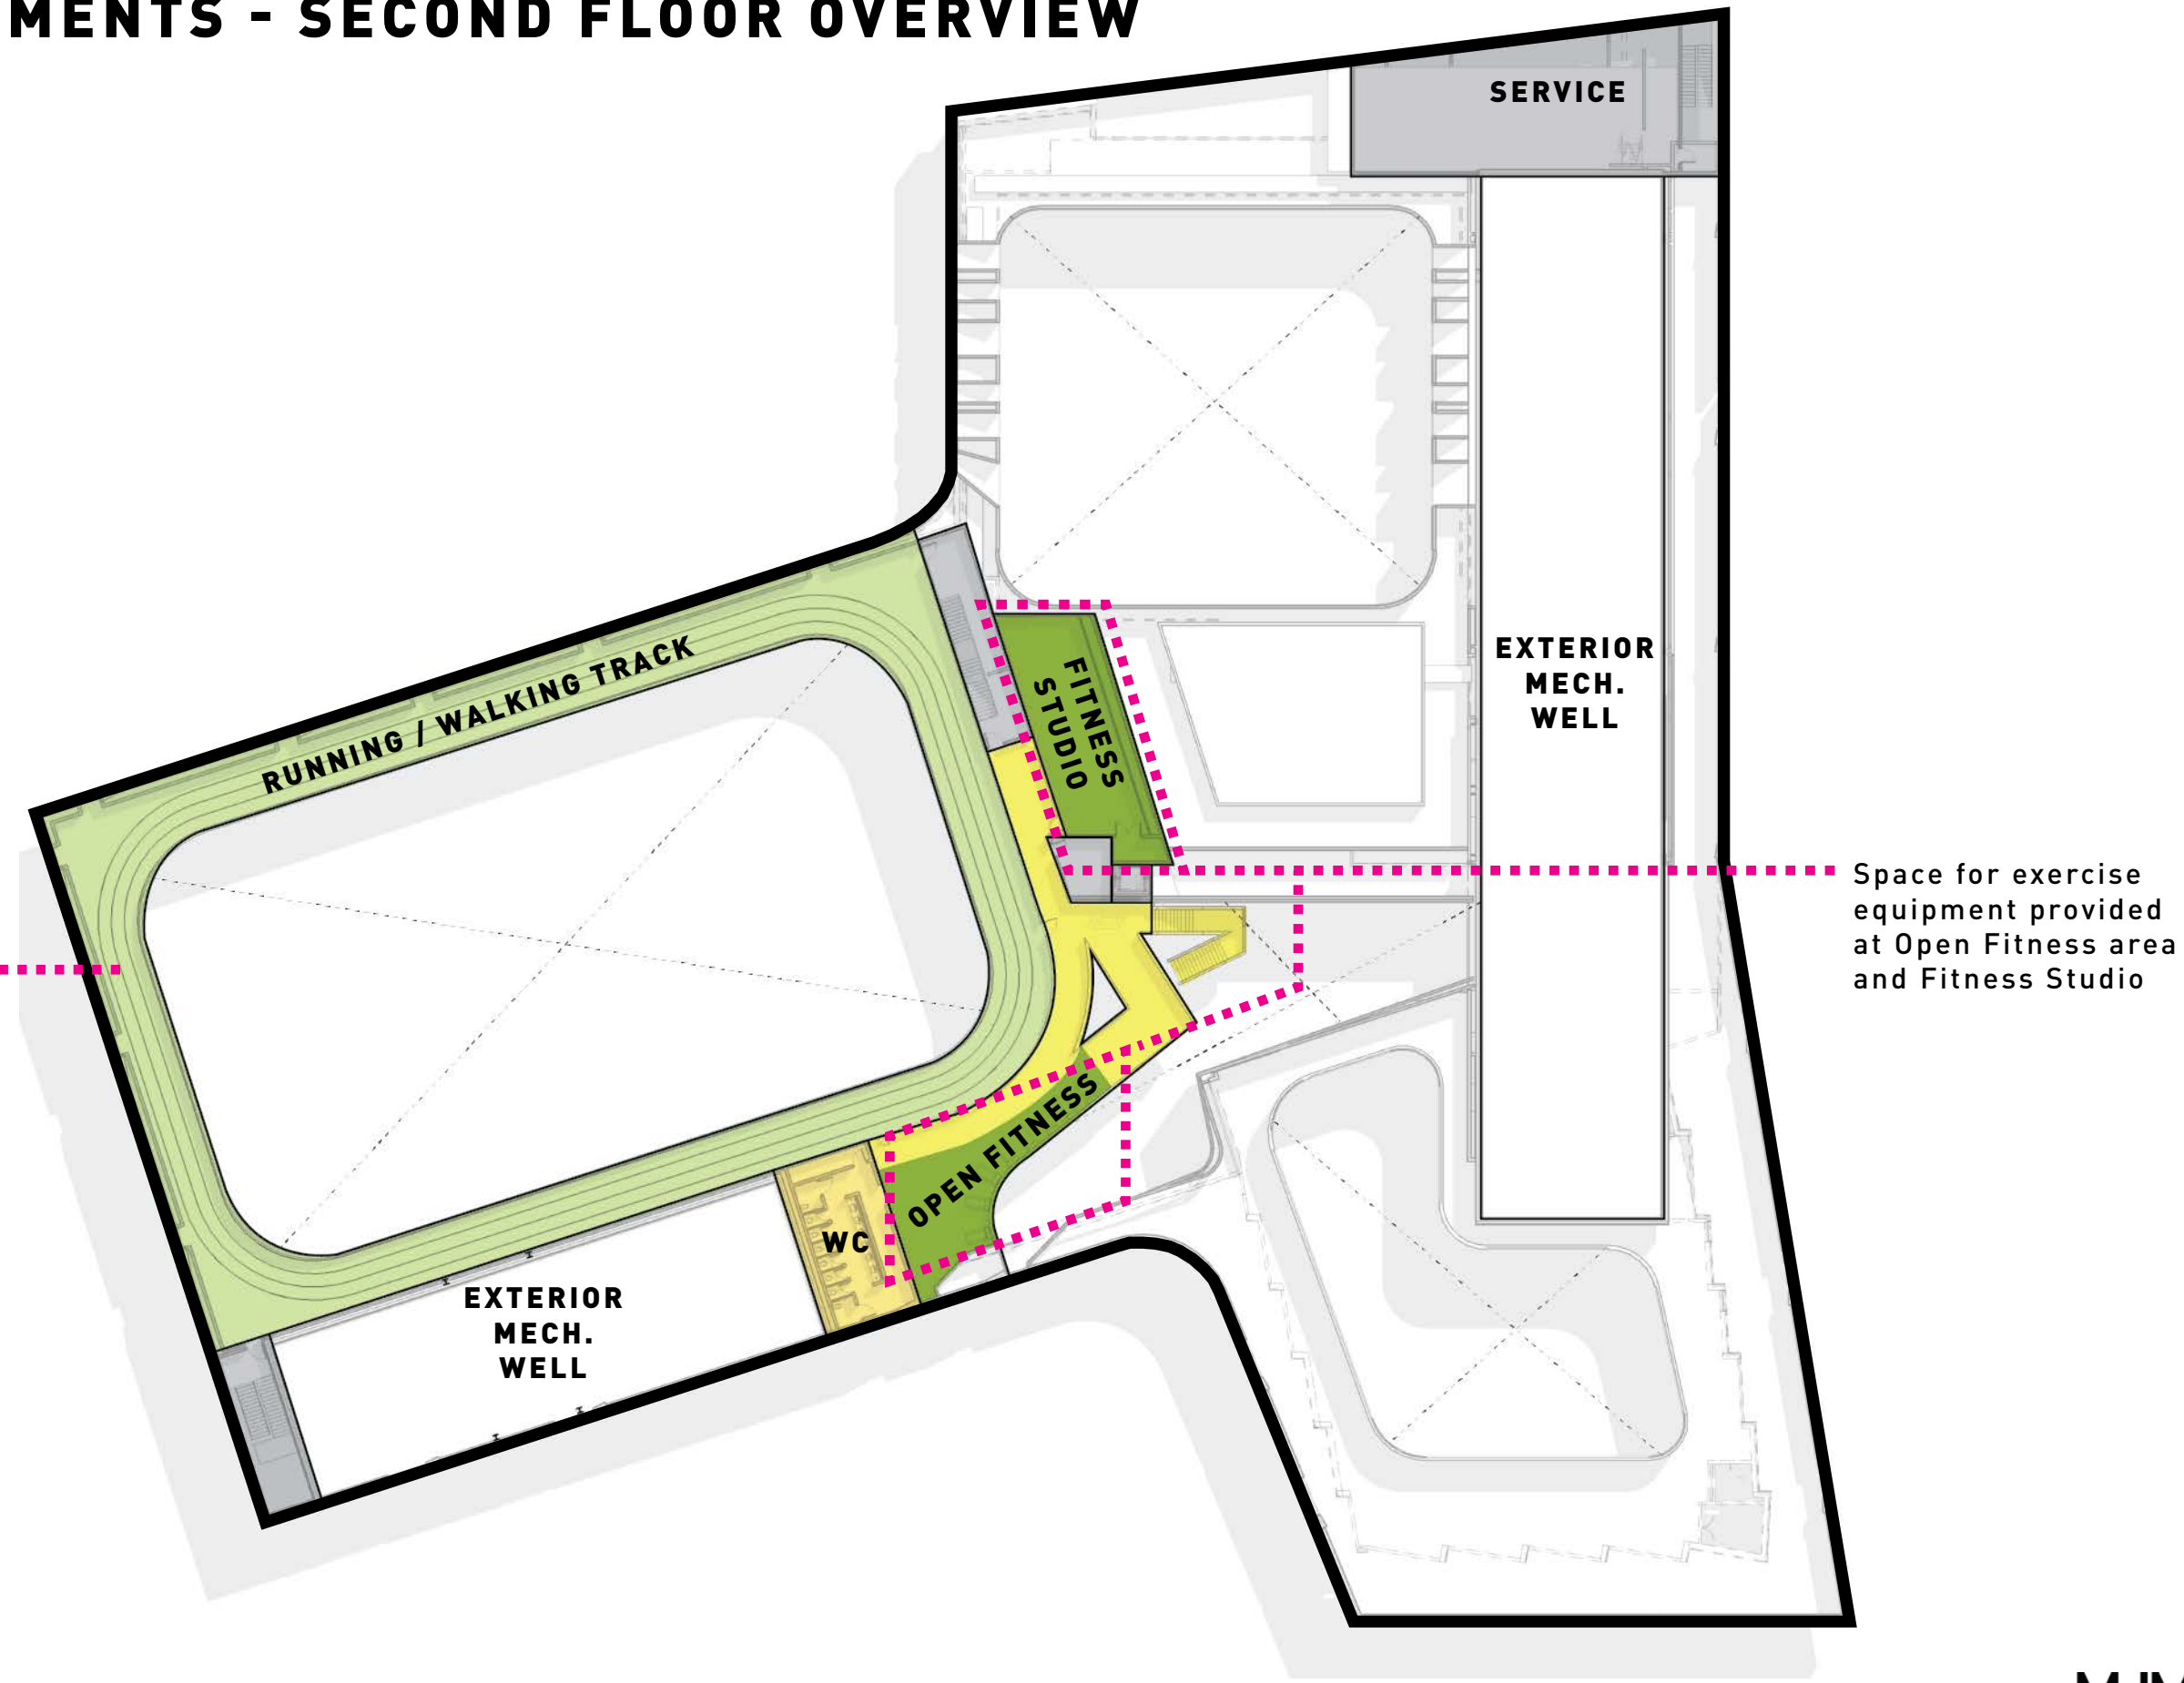 MENTS - SECOND FLOOR OVERVIEW
SERVICE
EXTERIOR
MECH.
WELL
RUNNING / WALKING TRACK
FITNESS
STUDIO
Space for exercise
equipment provided
at Open Fitness area
and Fitness Studio
OPEN FITNESS
WC
EXTERIOR
MECH.
WELL